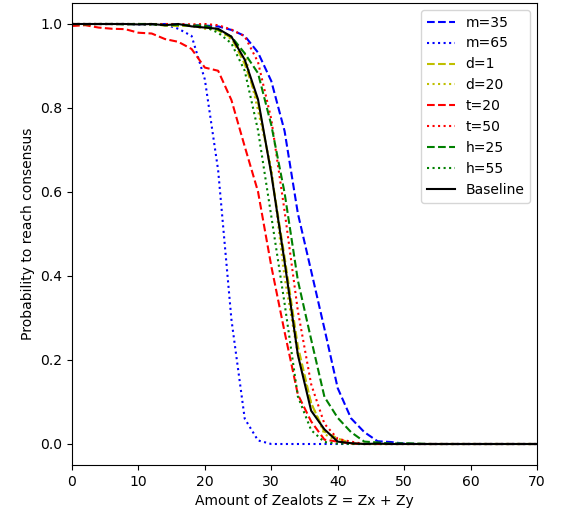 Probability to reach consensus
1.0
0.8
0.6
0.4
0.2
0.0
m=35
m=65
d=1
d=20
t=20
t=50
h=25
h=55
Baseline
0 10 20 30 40 50 60 70
Amount of Zealots Z = Zx + Zy